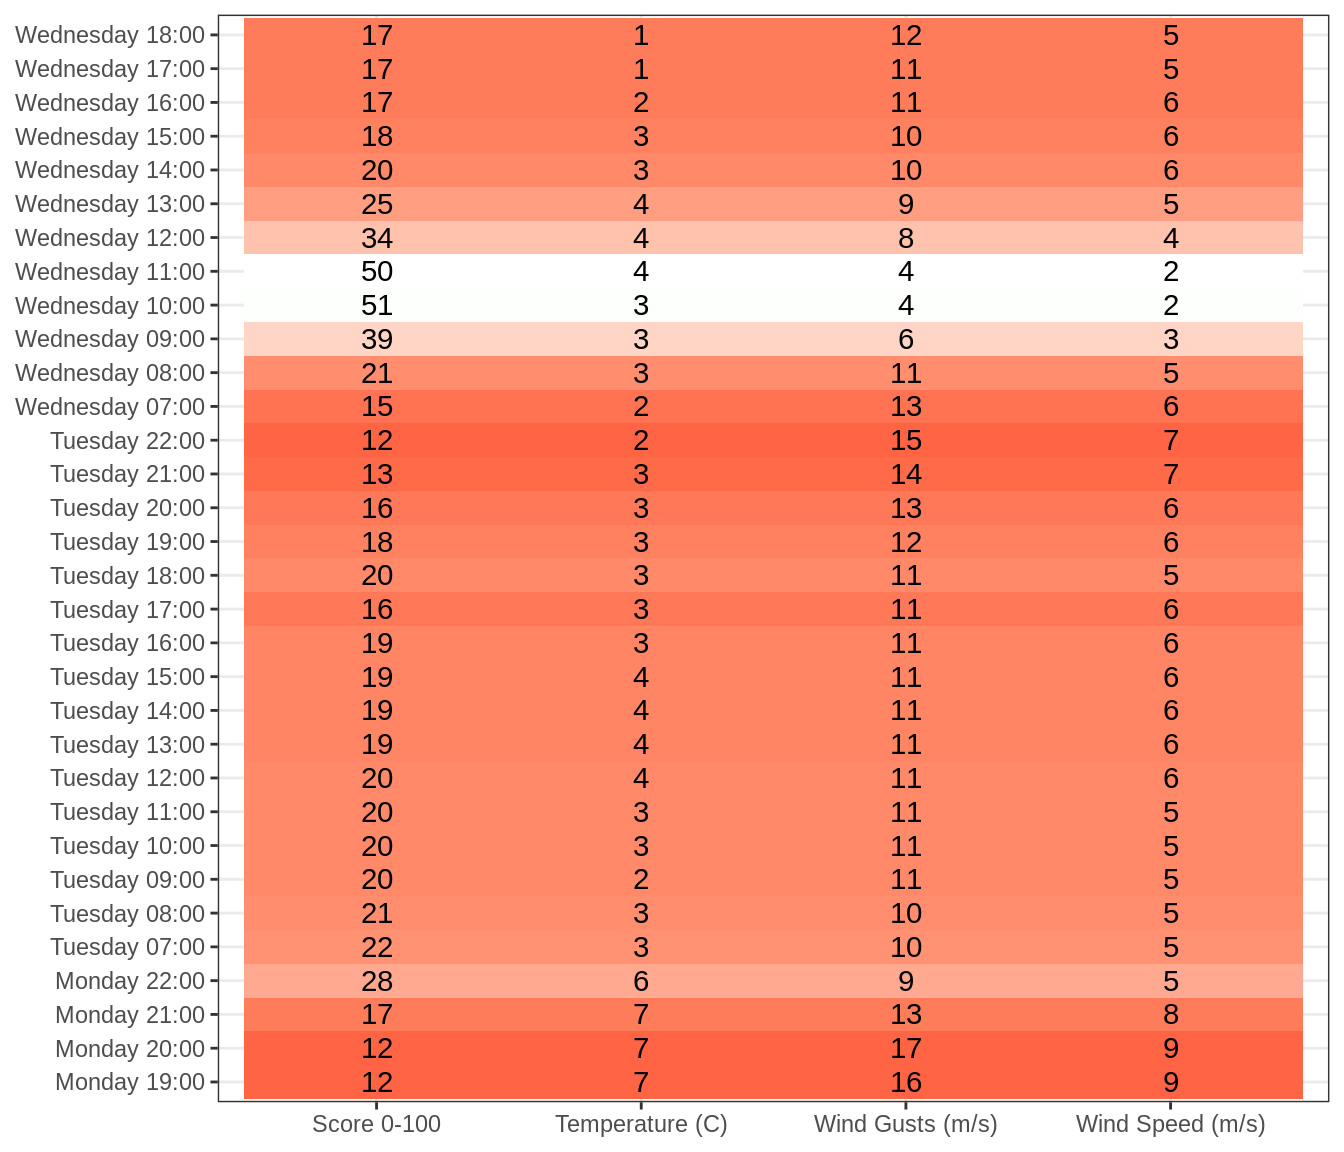 Wednesday 18:00 17 1 12 5
Wednesday 17:00 17 1 11 5
Wednesday 16:00 17 2 11 6
Wednesday 15:00 18 3 10 6
Wednesday 14:00 20 3 10 6
Wednesday 13:00 25 4 9 5
Wednesday 12:00 34 4 8 4
Wednesday 11:00 50 4 4 2
Wednesday 10:00 51 3 4 2
Wednesday 09:00 39 3 6 3
Wednesday 08:00 21 3 11 5
Wednesday 07:00 15 2 13 6
Tuesday 22:00 12 2 15 7
Tuesday 21:00 13 3 14 7
Tuesday 20:00 16 3 13 6
Tuesday 19:00 18 3 12 6
Tuesday 18:00 20 3 11 5
Tuesday 17:00 16 3 11 6
Tuesday 16:00 19 3 11 6
Tuesday 15:00 19 4 11 6
Tuesday 14:00 19 4 11 6
Tuesday 13:00 19 4 11 6
Tuesday 12:00 20 4 11 6
Tuesday 11:00 20 3 11 5
Tuesday 10:00 20 3 11 5
Tuesday 09:00 20 2 11 5
Tuesday 08:00 21 3 10 5
Tuesday 07:00 22 3 10 5
Monday 22:00 28 6 9 5
Monday 21:00 17 7 13 8
Monday 20:00 12 7 17 9
Monday 19:00 12 7 16 9
Score 0-100 Temperature (C) Wind Gusts (m/s) Wind Speed (m/s)